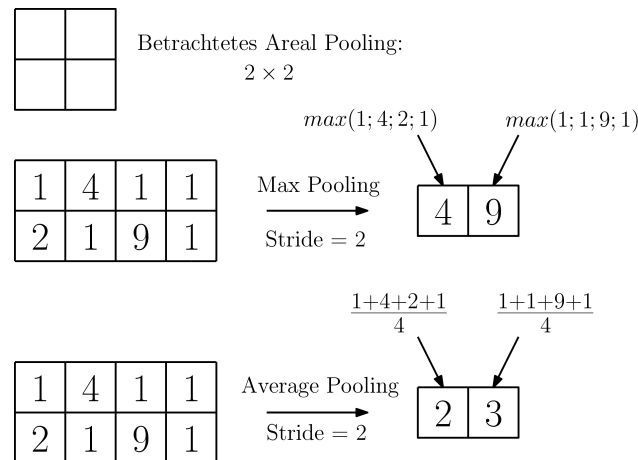 Betrachtetes Areal Pooling:
2 × 2
max(1; 4; 2; 1) max(1; 1; 9; 1)
1 4 1 1
2 1 9 1
Max Pooling
Stride = 2
4 9
1+4+2+1
4
1+1+9+1
4
1 4 1 1
2 1 9 1
Average Pooling
Stride = 2
2 3